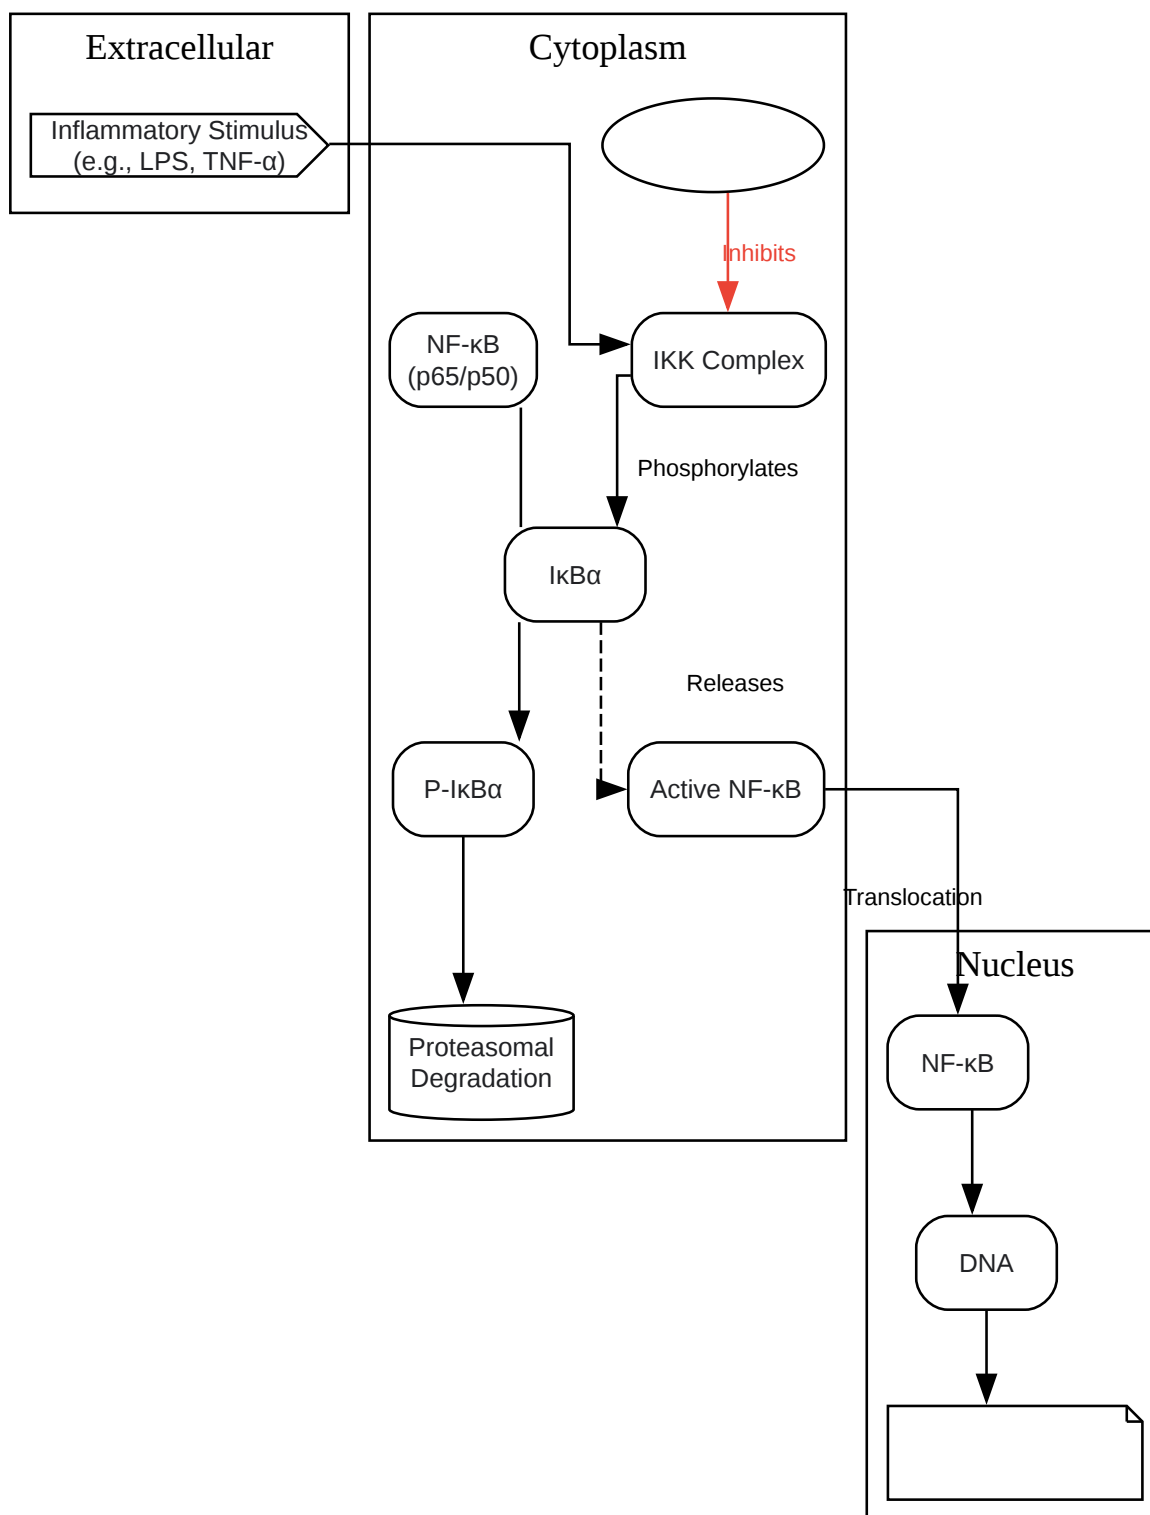 Extracellular
Cytoplasm
Inflammatory Stimulus
(e.g., LPS, TNF-α)
Inhibits
NF-κB
(p65/p50)
IKK Complex
Phosphorylates
IκBα
Releases
P-IκBα
Active NF-κB
Translocation
Nucleus
Proteasomal
Degradation
NF-κB
DNA